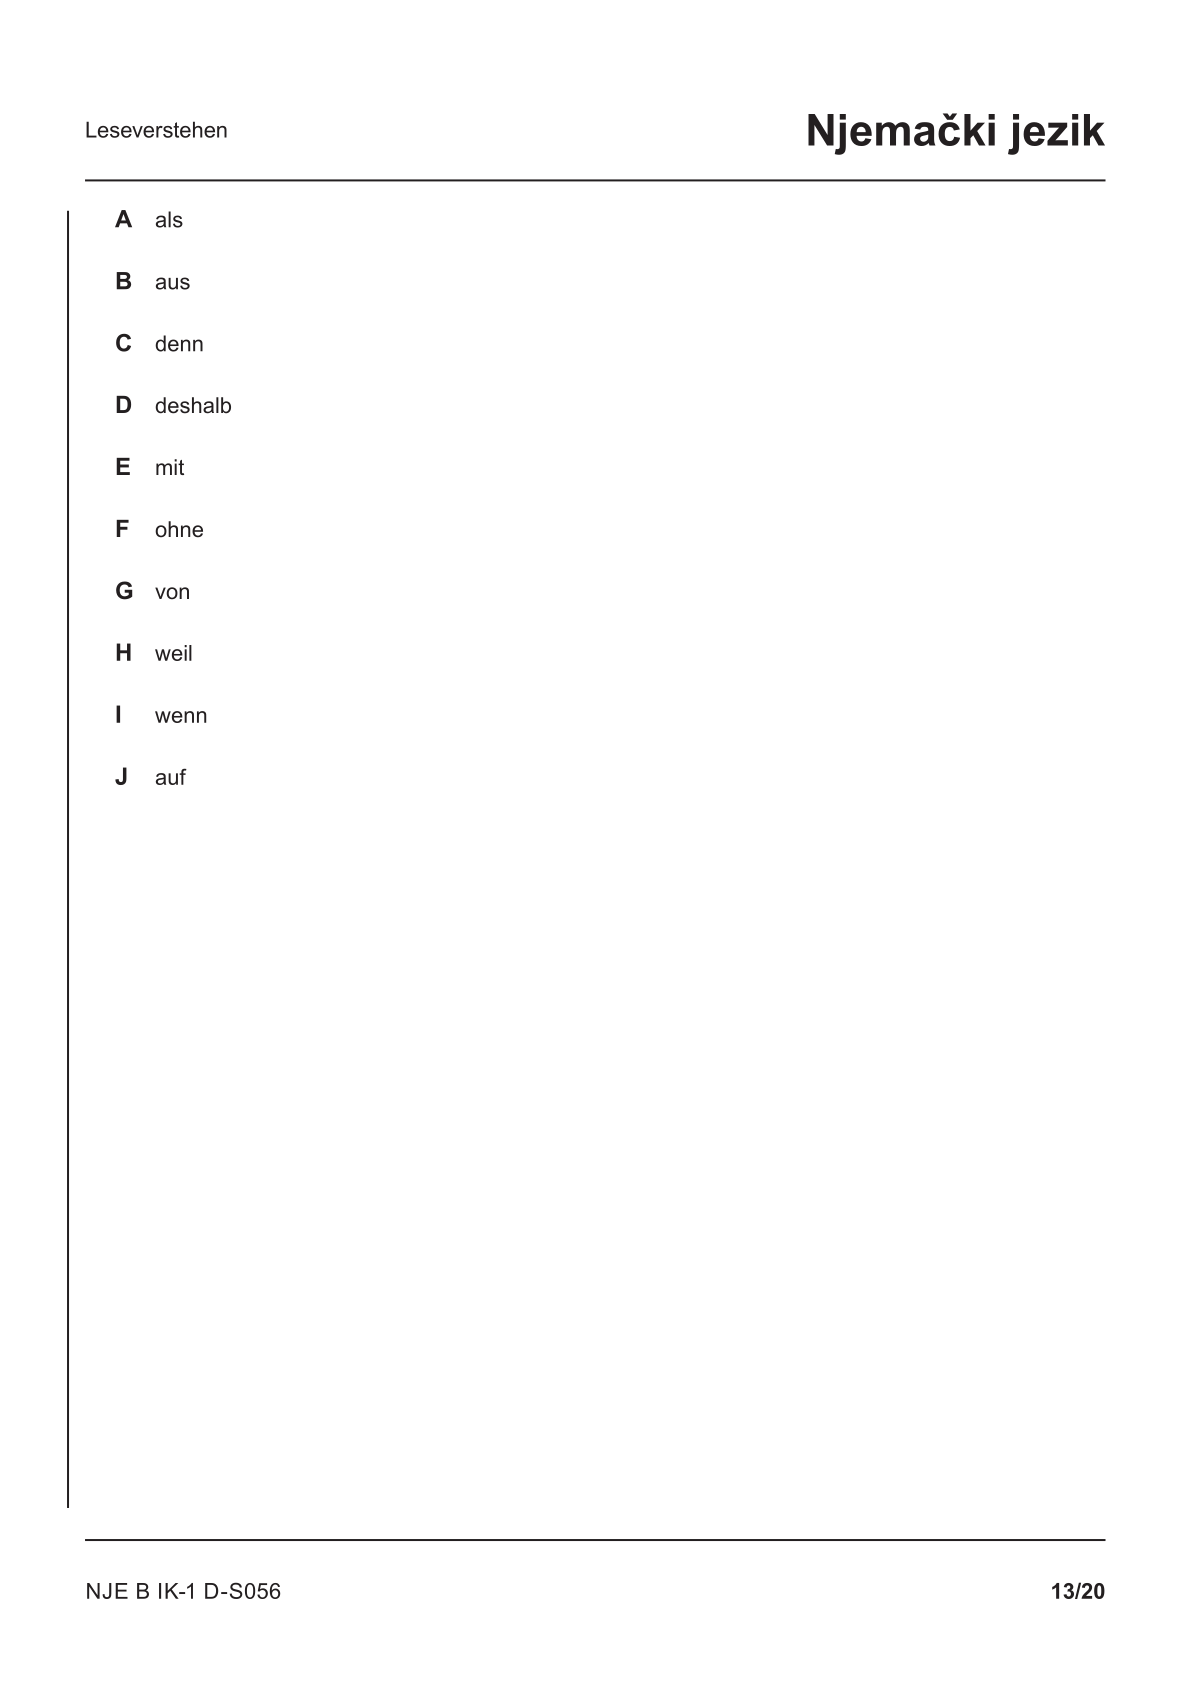 Leseverstehen
Njemački jezik
A als
B aus
C denn
D deshalb
E mit
F ohne
G von
H weil
I wenn
J auf
NJE B IK-1 D-S056
13/20